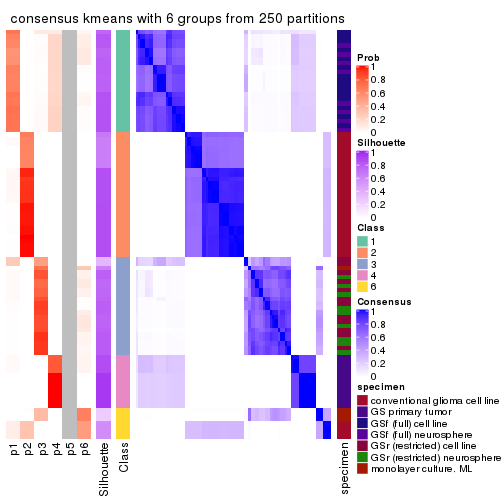 consensus kmeans with 6 groups from 250 partitions
p1
p2
p3
p4
p5
p6
Silhouette
Class
specimen
Prob
1
0.8
0.6
0.4
0.2
0
Silhouette
1
0.8
0.6
0.4
0.2
0
Class
1
2
3
4
6
Consensus
1
0.8
0.6
0.4
0.2
0
specimen
conventional glioma cell line
GS primary tumor
GSf (full) cell line
GSf (full) neurosphere
GSr (restricted) cell line
GSr (restricted) neurosphere
monolayer culture. ML